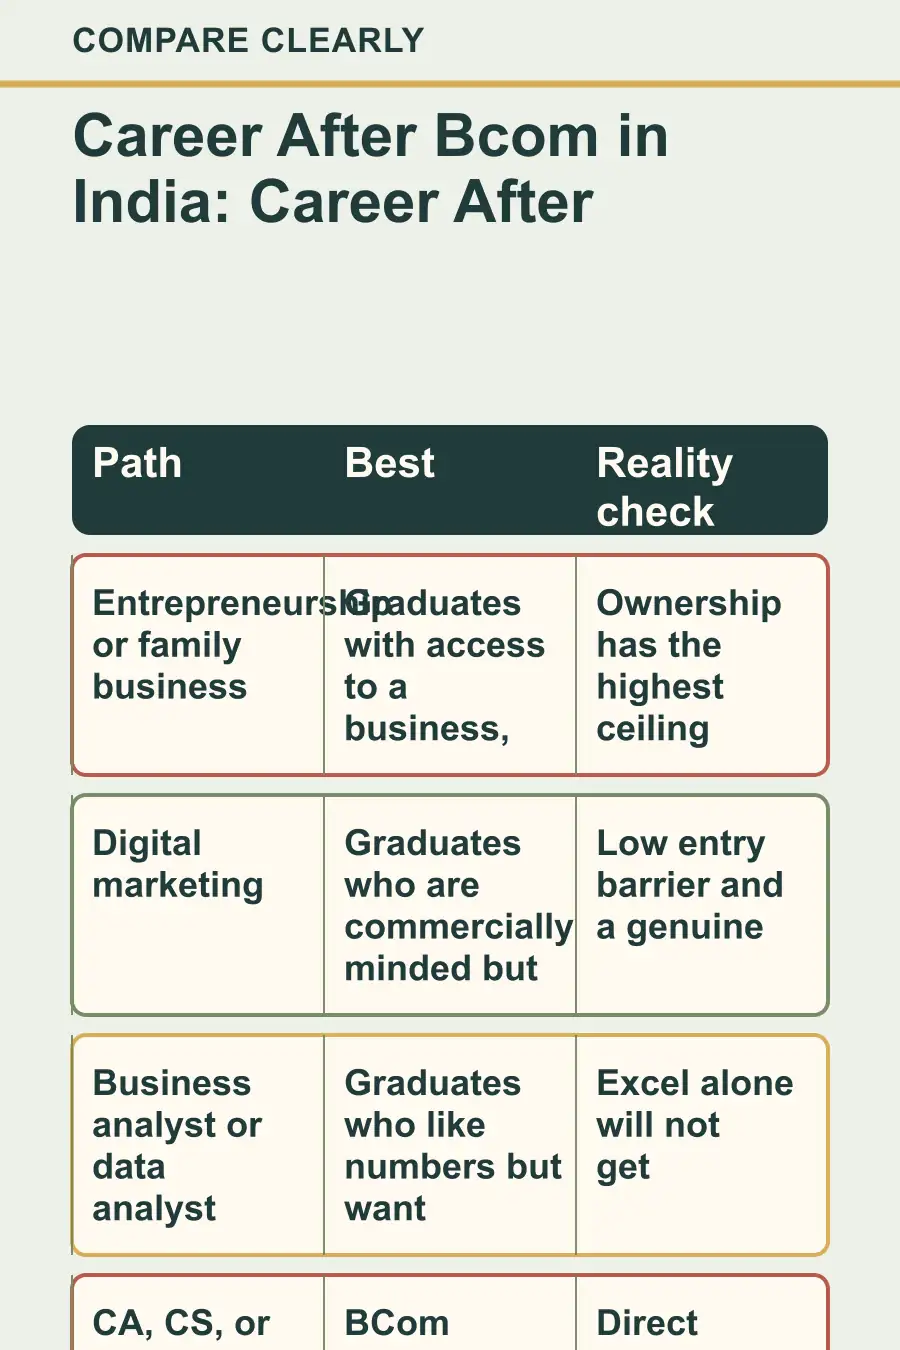 COMPARE CLEARLY
Career After Bcom in
India: Career After
Path
Best
Reality
check
Entrepreneurship
or family
business
Graduates
with access
to a
business,
Ownership
has the
highest
ceiling
Digital
marketing
Graduates
who are
commercially
minded but
Low entry
barrier and
a genuine
Business
analyst or
data
analyst
Graduates
who like
numbers but
want
Excel alone
will not
get
CA, CS, or
BCom
Direct